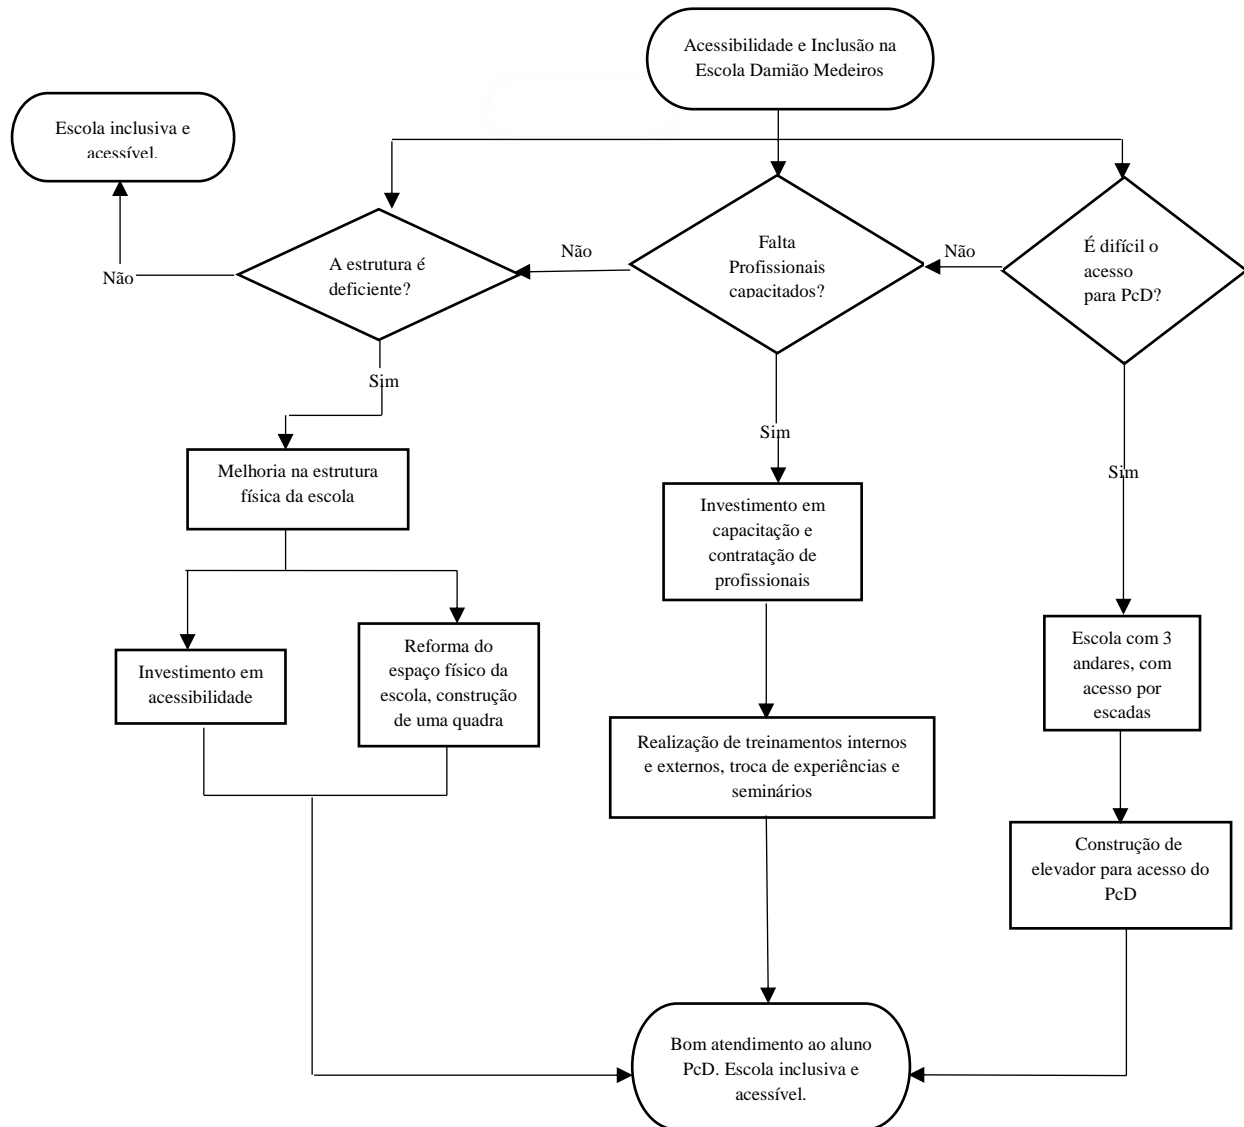 Acessibilidade e Inclusão na
Escola Damião Medeiros
Escola inclusiva e
acessível.
Não
A estrutura é
deficiente?
Não
Falta
Profissionais
capacitados?
Não
É difícil o
acesso
para PcD?
Sim
Sim
Sim
Melhoria na estrutura
física da escola
Investimento em
capacitação e
contratação de
profissionais
Investimento em
acessibilidade
Reforma do
espaço físico da
escola, construção
de uma quadra
Escola com 3
andares, com
acesso por
escadas
Realização de treinamentos internos
e externos, troca de experiências e
seminários
Construção de
elevador para acesso do
PcD
Bom atendimento ao aluno
PcD. Escola inclusiva e
acessível.